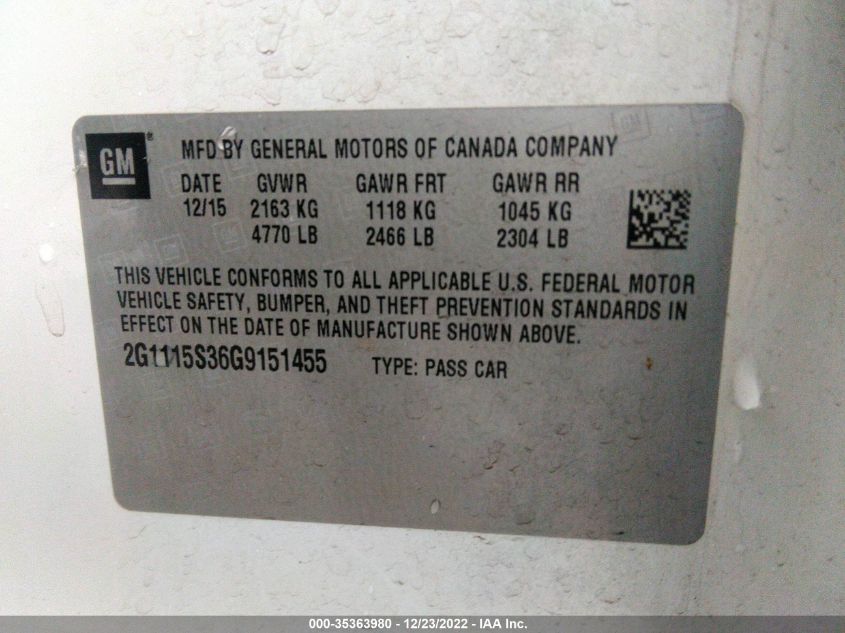 GM ® MFD BY GENERAL MOTORS OF CANADA COMPANY
DATE GVWR GAWR FRT GAWR RR
12/15 2163 KG 1118 KG 1045 KG
4770 LB 2466 LB 2304 LB
THIS VEHICLE CONFORMS TO ALL APPLICABLE U.S. FEDERAL MOTOR
VEHICLE SAFETY, BUMPER, AND THEFT PREVENTION STANDARDS IN
EFFECT ON THE DATE OF MANUFACTURE SHOWN ABOVE.
2G1115S36G9151455 TYPE: PASS CAR
000-35363980 - 12/23/2022 - IAA Inc.